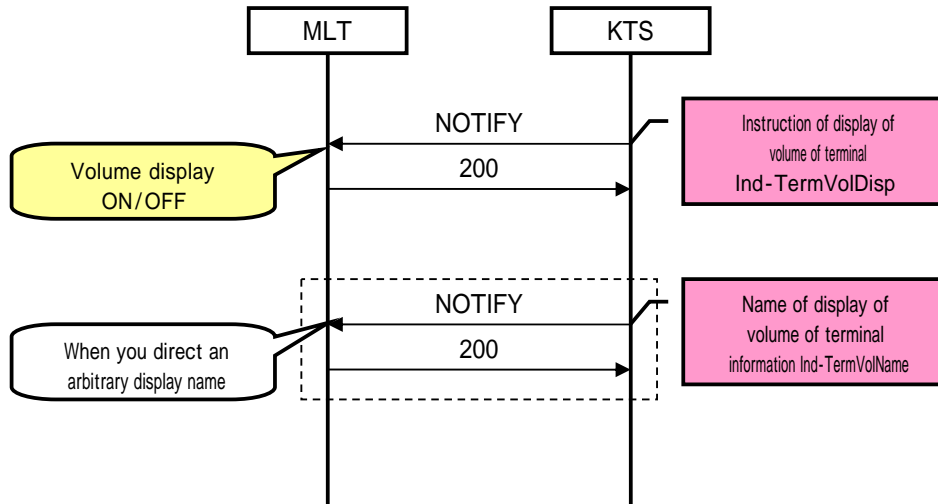 MLT
KTS
NOTIFY
200
Volume display
ON/OFF
Instruction of display of
volume of terminal
Ind-TermVolDisp
NOTIFY
200
When you direct an
arbitrary display name
Name of display of
volume of terminal
information Ind-TermVolName